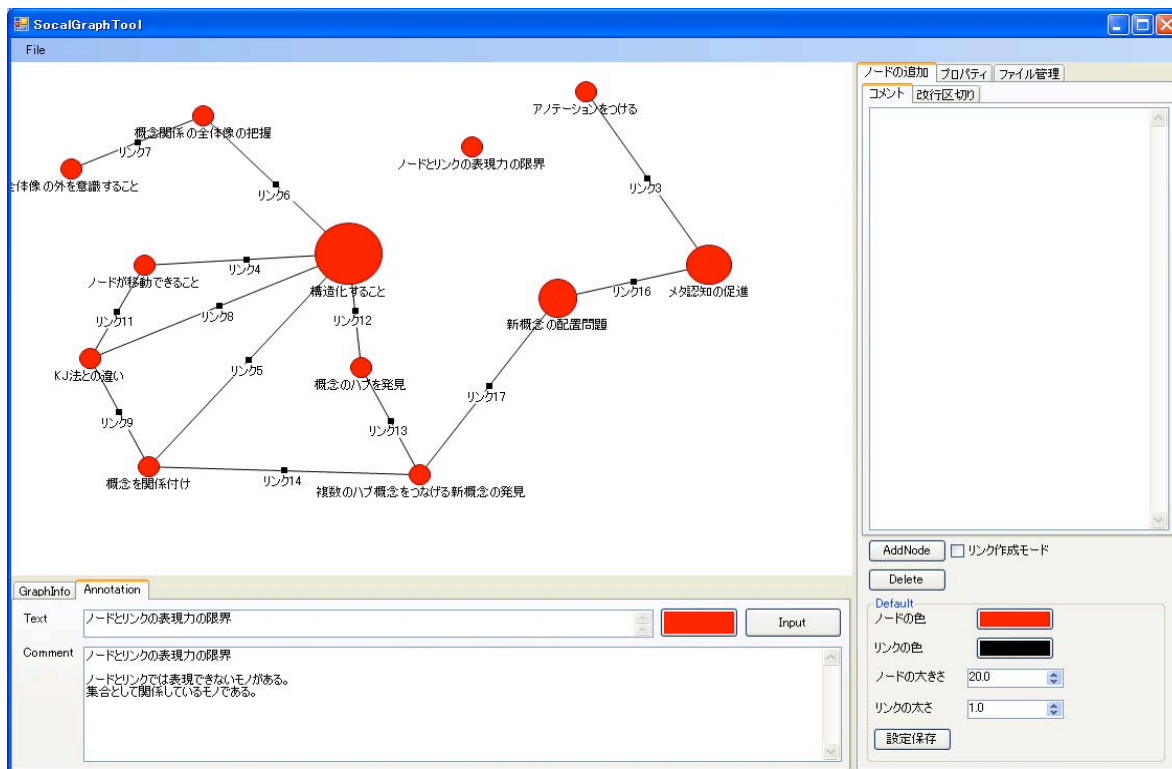 SocalGraphTool
File
アノテーションをつける
概念関係の全体像の把握
リンク7
ノードとリンクの表現力の限界
全体像の外を意識すること
リンク6
リンク3
リンク4
ノードが移動できること
構造化すること
リンク16
メタ認知の促進
リンク11
リンク8
リンク12
新概念の配置問題
KJ法との違い
リンク5
概念のハブを発見
リンク17
リンク9
リンク13
概念を関係付け
リンク14
複数のハブ概念をつなげる新概念の発見
GraphInfo Annotation
Text ノードとリンクの表現力の限界 Input
Comment ノードとリンクの表現力の限界
ノードとリンクでは表現できないモノがある。
集合として関係しているモノである。
ノードの追加 プロパティ ファイル管理
コメント 改行区切り
AddNode リンク作成モード
Delete
Default
ノードの色
リンクの色
ノードの大きさ 20.0
リンクの太さ 1.0
設定保存